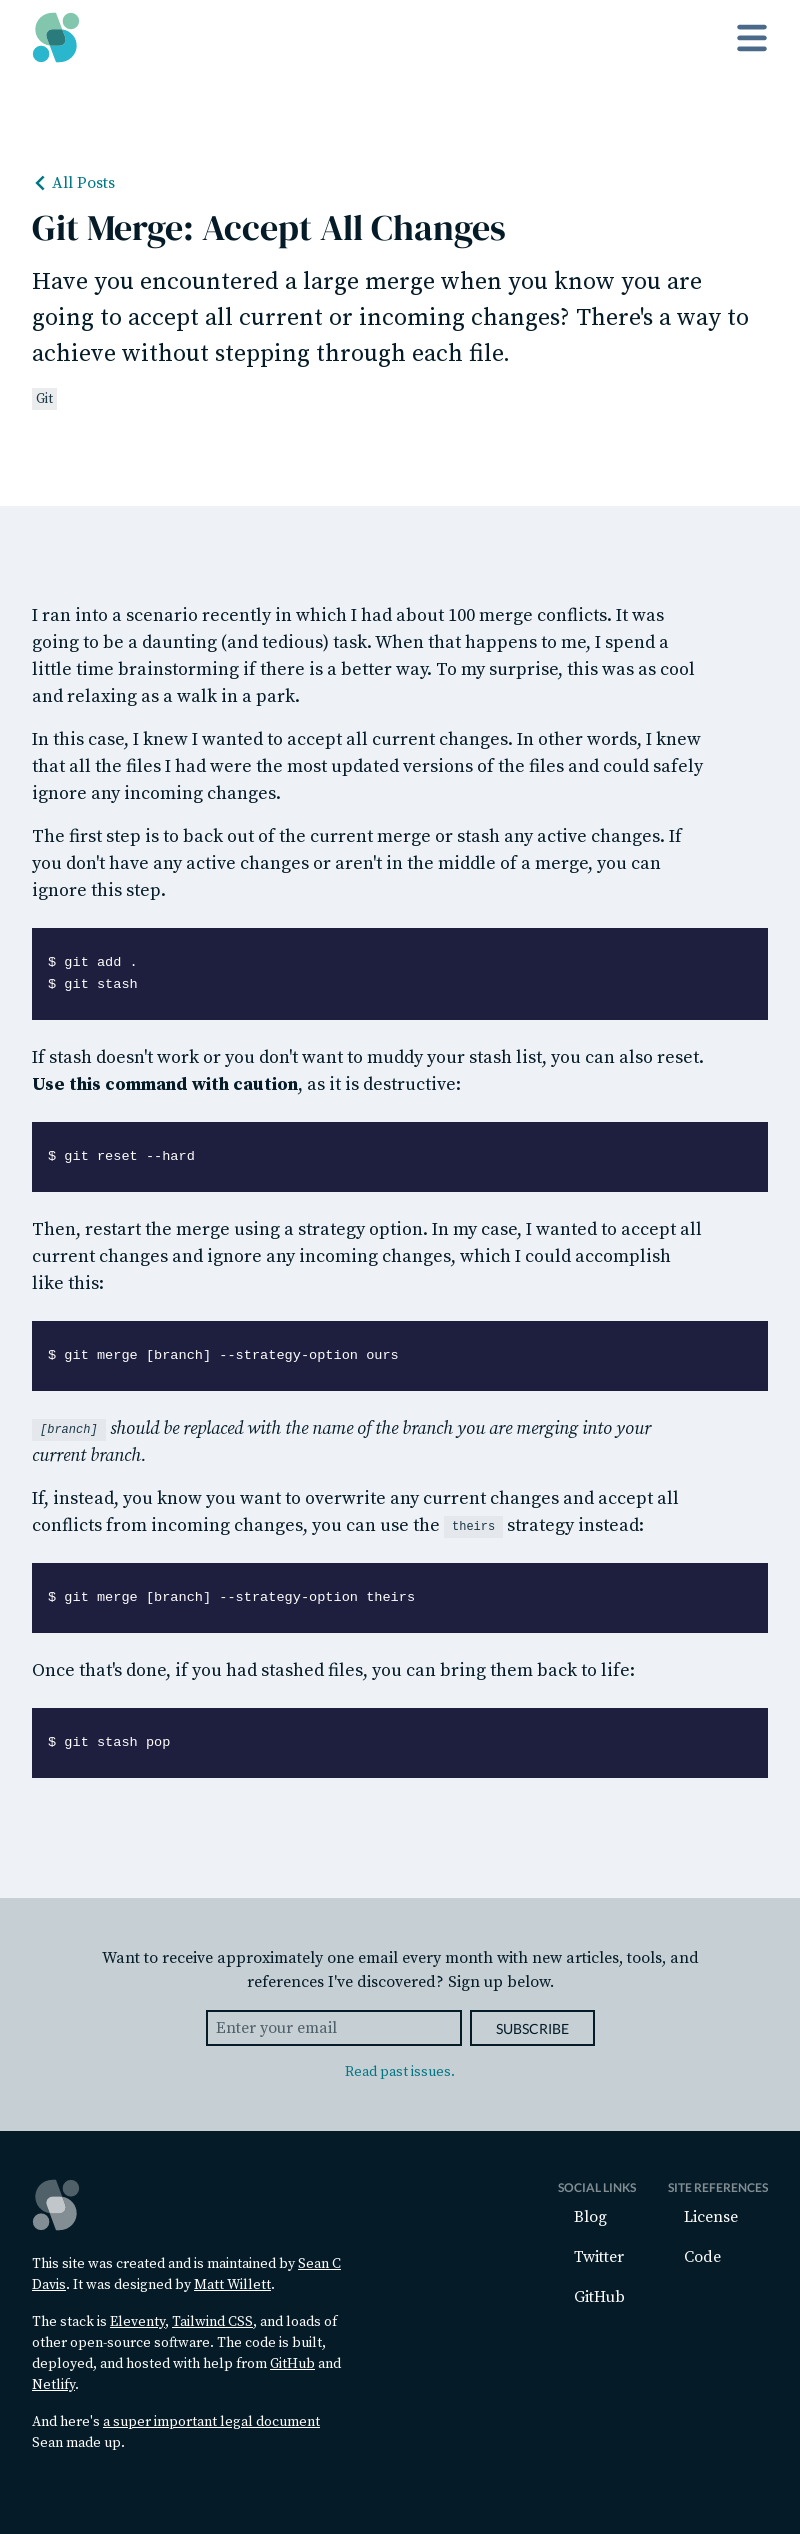 All Posts
Git Merge: Accept All Changes
Have you encountered a large merge when you know you are
going to accept all current or incoming changes? There's a way to
achieve without stepping through each file.
Git
I ran into a scenario recently in which I had about 100 merge conflicts. It was
going to be a daunting (and tedious) task. When that happens to me, I spend a
little time brainstorming if there is a better way. To my surprise, this was as cool
and relaxing as a walk in a park.
In this case, I knew I wanted to accept all current changes. In other words, I knew
that all the files I had were the most updated versions of the files and could safely
ignore any incoming changes.
The first step is to back out of the current merge or stash any active changes. If
you don't have any active changes or aren't in the middle of a merge, you can
ignore this step.
$ git add .
$ git stash
If stash doesn't work or you don't want to muddy your stash list, you can also reset.
Use this command with caution, as it is destructive:
$ git reset --hard
Then, restart the merge using a strategy option. In my case, I wanted to accept all
current changes and ignore any incoming changes, which I could accomplish
like this:
$ git merge [branch] --strategy-option ours
[branch] should be replaced with the name of the branch you are merging into your
current branch.
If, instead, you know you want to overwrite any current changes and accept all
conflicts from incoming changes, you can use the theirs strategy instead:
$ git merge [branch] --strategy-option theirs
Once that's done, if you had stashed files, you can bring them back to life:
$ git stash pop
Want to receive approximately one email every month with new articles, tools, and
references I've discovered? Sign up below.
Enter your email SUBSCRIBE
Read past issues.
This site was created and is maintained by Sean C
Davis. It was designed by Matt Willett.
The stack is Eleventy, Tailwind CSS, and loads of
other open-source software. The code is built,
deployed, and hosted with help from GitHub and
Netlify.
And here's a super important legal document
Sean made up.
SOCIAL LINKS
Blog
Twitter
GitHub
SITE REFERENCES
License
Code